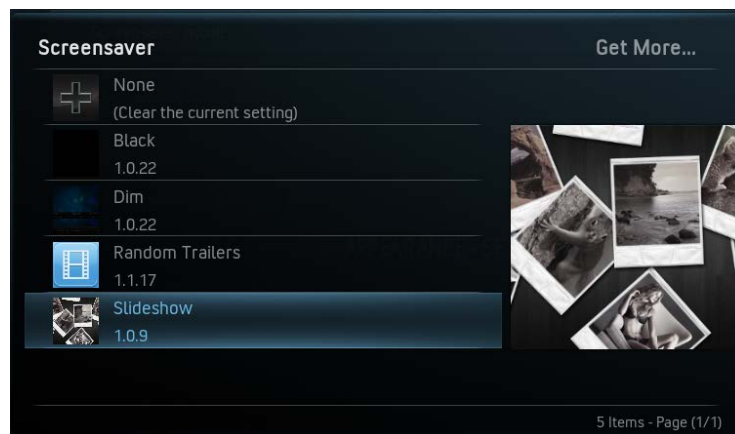 Screensaver
Get More...
None
(Clear the current setting)
Black
1.0.22
Dim
1.0.22
Random Trailers
1.1.17
Slideshow
1.0.9
5 Items - Page (1/1)